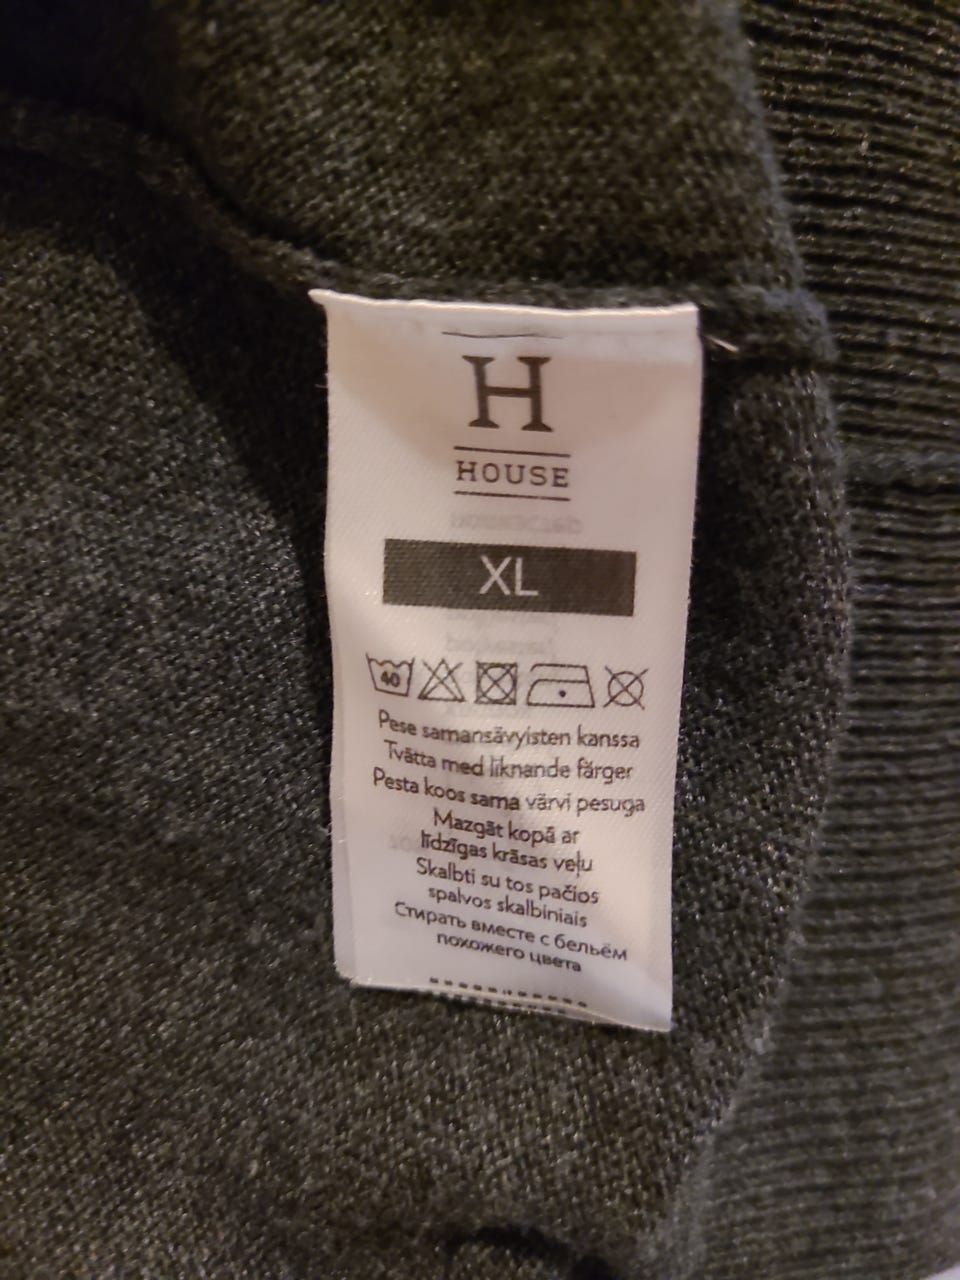 H
HOUSE
XL
40
Pese samansävyisten kanssa
Tvätta med liknande färger
Pesta koos sama värvi pesuga
Mazgāt kopā ar
līdzīgas krāsas veļu
Skalbti su tos pačios
spalvos skalbiniais
Стирать вместе с бельём
похожего цвета